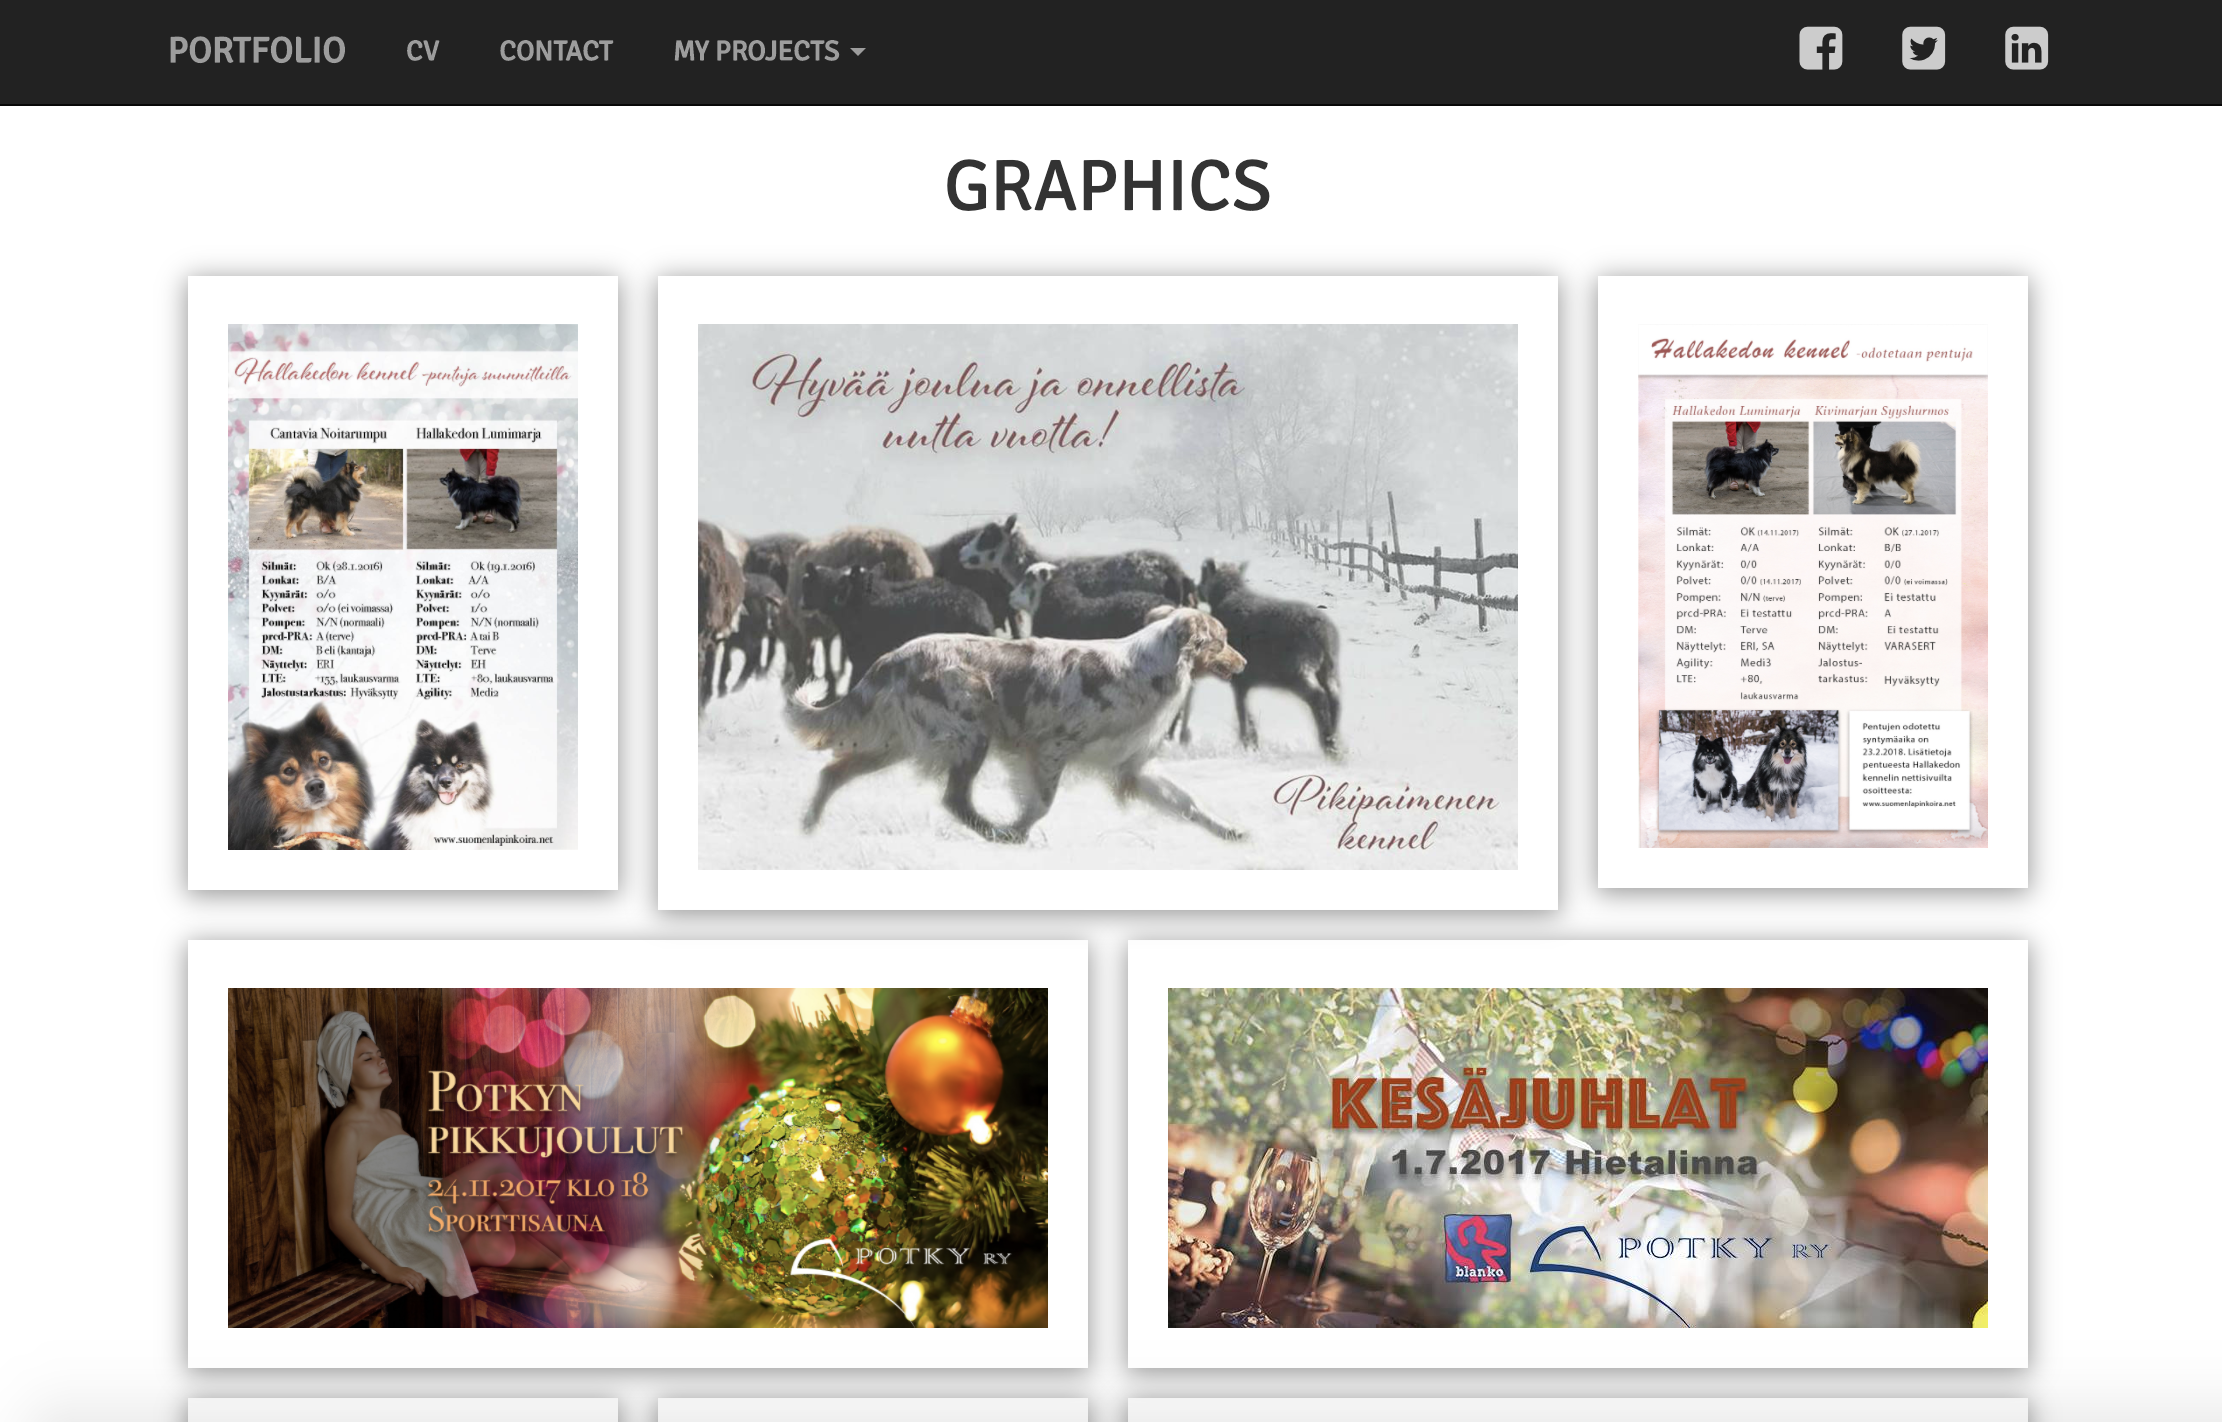 PORTFOLIO CV CONTACT MY PROJECTS
GRAPHICS
Hallakedon kennel -pentuja suunnitteilla
Cantavia Noitarumpu Hallakedon Lumimarja
Silmät: Ok (28.1.2016) Silmät: Ok (19.1.2016)
Lonkat: B/A Lonkat: A/A
Kyynärät: 0/0 Kyynärät: 0/0
Polvet: 0/0 (ei voimassa) Polvet: 1/0
Pompen: N/N (normaali) Pompen: N/N (normaali)
prcd-PRA: A (terve) prcd-PRA: A tai B
DM: B eli (kantaja) DM: Terve
Näyttelyt: ERI Näyttelyt: EH
LTE: +155, laukausvarma LTE: +80, laukausvarma
Jalostustarkastus: Hyväksytty Agility: Medi2
www.suomenlapinkoira.net
Hyvää joulua ja onnellista
uutta vuotta!
Pikipaimenen
kennel
Hallakedon kennel -odotetaan pentuja
Hallakedon Lumimarja Kivimarjan Syyshurmos
Silmät: OK (14.11.2017) Silmät: OK (27.1.2017)
Lonkat: A/A Lonkat: B/B
Kyynärät: 0/0 Kyynärät: 0/0
Polvet: 0/0 (14.11.2017) Polvet: 0/0 (ei voimassa)
Pompen: N/N (terve) Pompen: Ei testattu
prcd-PRA: Ei testattu prcd-PRA: A
DM: Terve DM: Ei testattu
Näyttelyt: ERI, SA Näyttelyt: VARASERT
Agility: Medi3 Jalostus-
LTE: +80, tarkastus: Hyväksytty
laukausvarma
Pentujen odotettu
syntymäaika on
23.2.2018. Lisätietoja
pentueesta Hallakedon
kennelin nettisivuilta
osoitteesta:
www.suomenlapinkoira.net
POTKYN
PIKKUJOULUT
24.11.2017 KLO 18
SPORTTISAUNA
POTKY RY
KESÄJUHLAT
1.7.2017 Hietalinna
blanko
POTKY RY